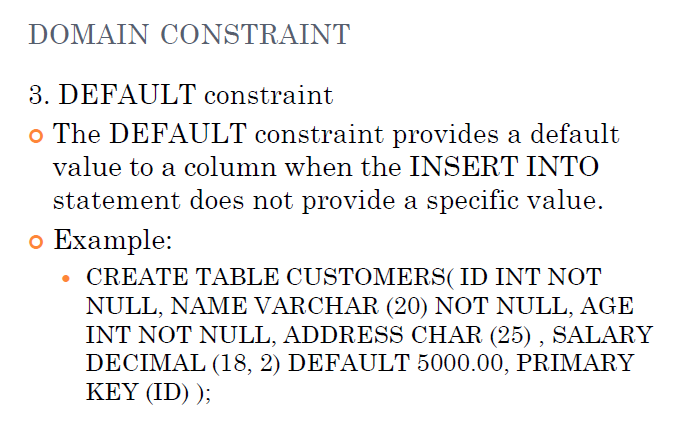 DOMAIN CONSTRAINT
3. DEFAULT constraint
The DEFAULT constraint provides a default
value to a column when the INSERT INTO
statement does not provide a specific value.
Example:
CREATE TABLE CUSTOMERS( ID INT NOT
NULL, NAME VARCHAR (20) NOT NULL, AGE
INT NOT NULL, ADDRESS CHAR (25) , SALARY
DECIMAL (18, 2) DEFAULT 5000.00, PRIMARY
KEY (ID) );